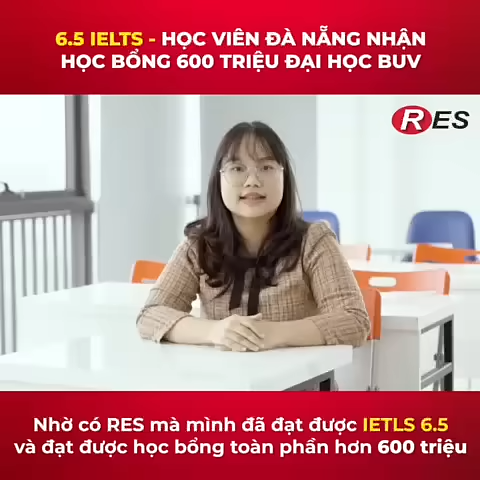 6.5 IELTS - HỌC VIÊN ĐÀ NẴNG NHẬN
HỌC BỔNG 600 TRIỆU ĐẠI HỌC BUV
RES
Nhờ có RES mà mình đã đạt được IETLS 6.5
và đạt được học bổng toàn phần hơn 600 triệu